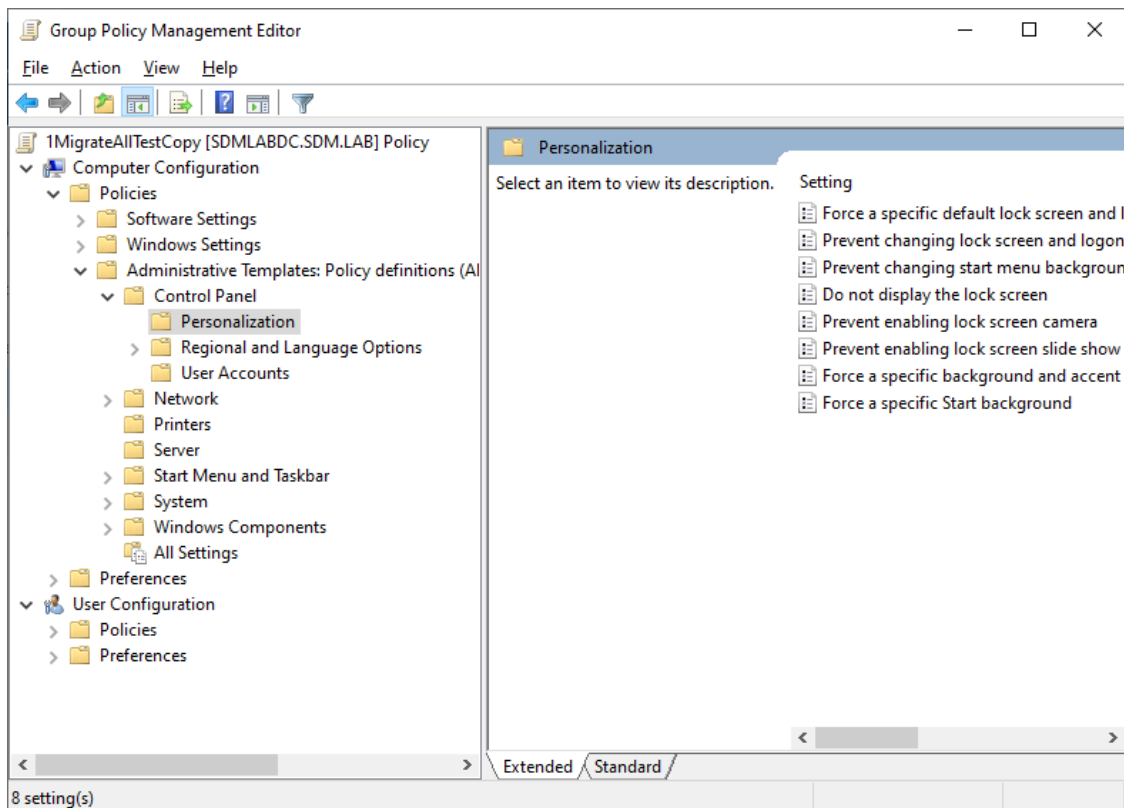 Group Policy Management Editor
File Action View Help
1MigrateAllTestCopy [SDMLABDC.SDM.LAB] Policy
Computer Configuration
Policies
Software Settings
Windows Settings
Administrative Templates: Policy definitions (
Control Panel
Personalization
Regional and Language Options
User Accounts
Network
Printers
Server
Start Menu and Taskbar
System
Windows Components
All Settings
Preferences
User Configuration
Policies
Preferences
Personalization
Select an item to view its description.
Setting
Force a specific default lock screen and
Prevent changing lock screen and logon
Prevent changing start menu
Do not display the lock screen
Prevent enabling lock screen camera
Prevent enabling lock screen slide show
Force a specific background and accent
Force a specific Start background
Extended Standard
8 setting(s)